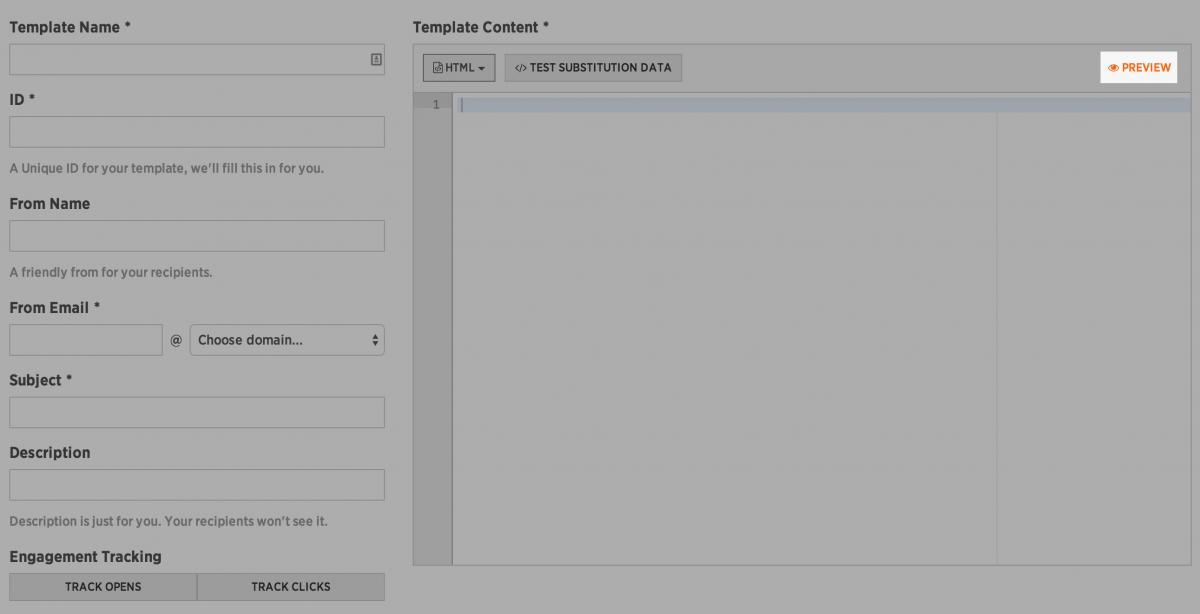 Template Name *
ID *
A Unique ID for your template, we'll fill this in for you.
From Name
A friendly from for your recipients.
From Email *
@ Choose domain...
Subject *
Description
Description is just for you. Your recipients won't see it.
Engagement Tracking
TRACK OPENS TRACK CLICKS
Template Content *
HTML </> TEST SUBSTITUTION DATA PREVIEW
1